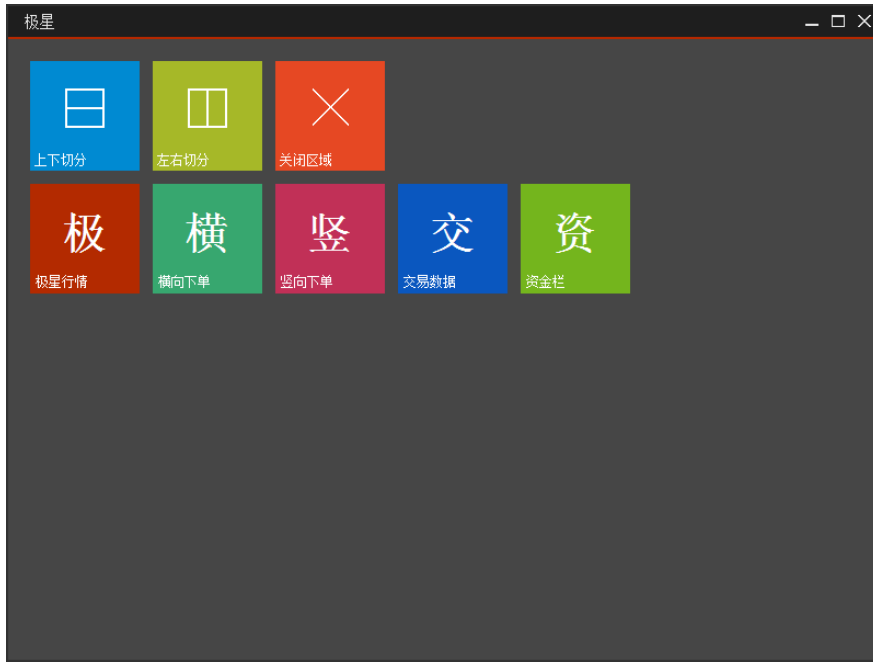 极星
上下切分
左右切分
关闭区域
极
极星行情
横
横向下单
竖
竖向下单
交
交易数据
资
资金栏